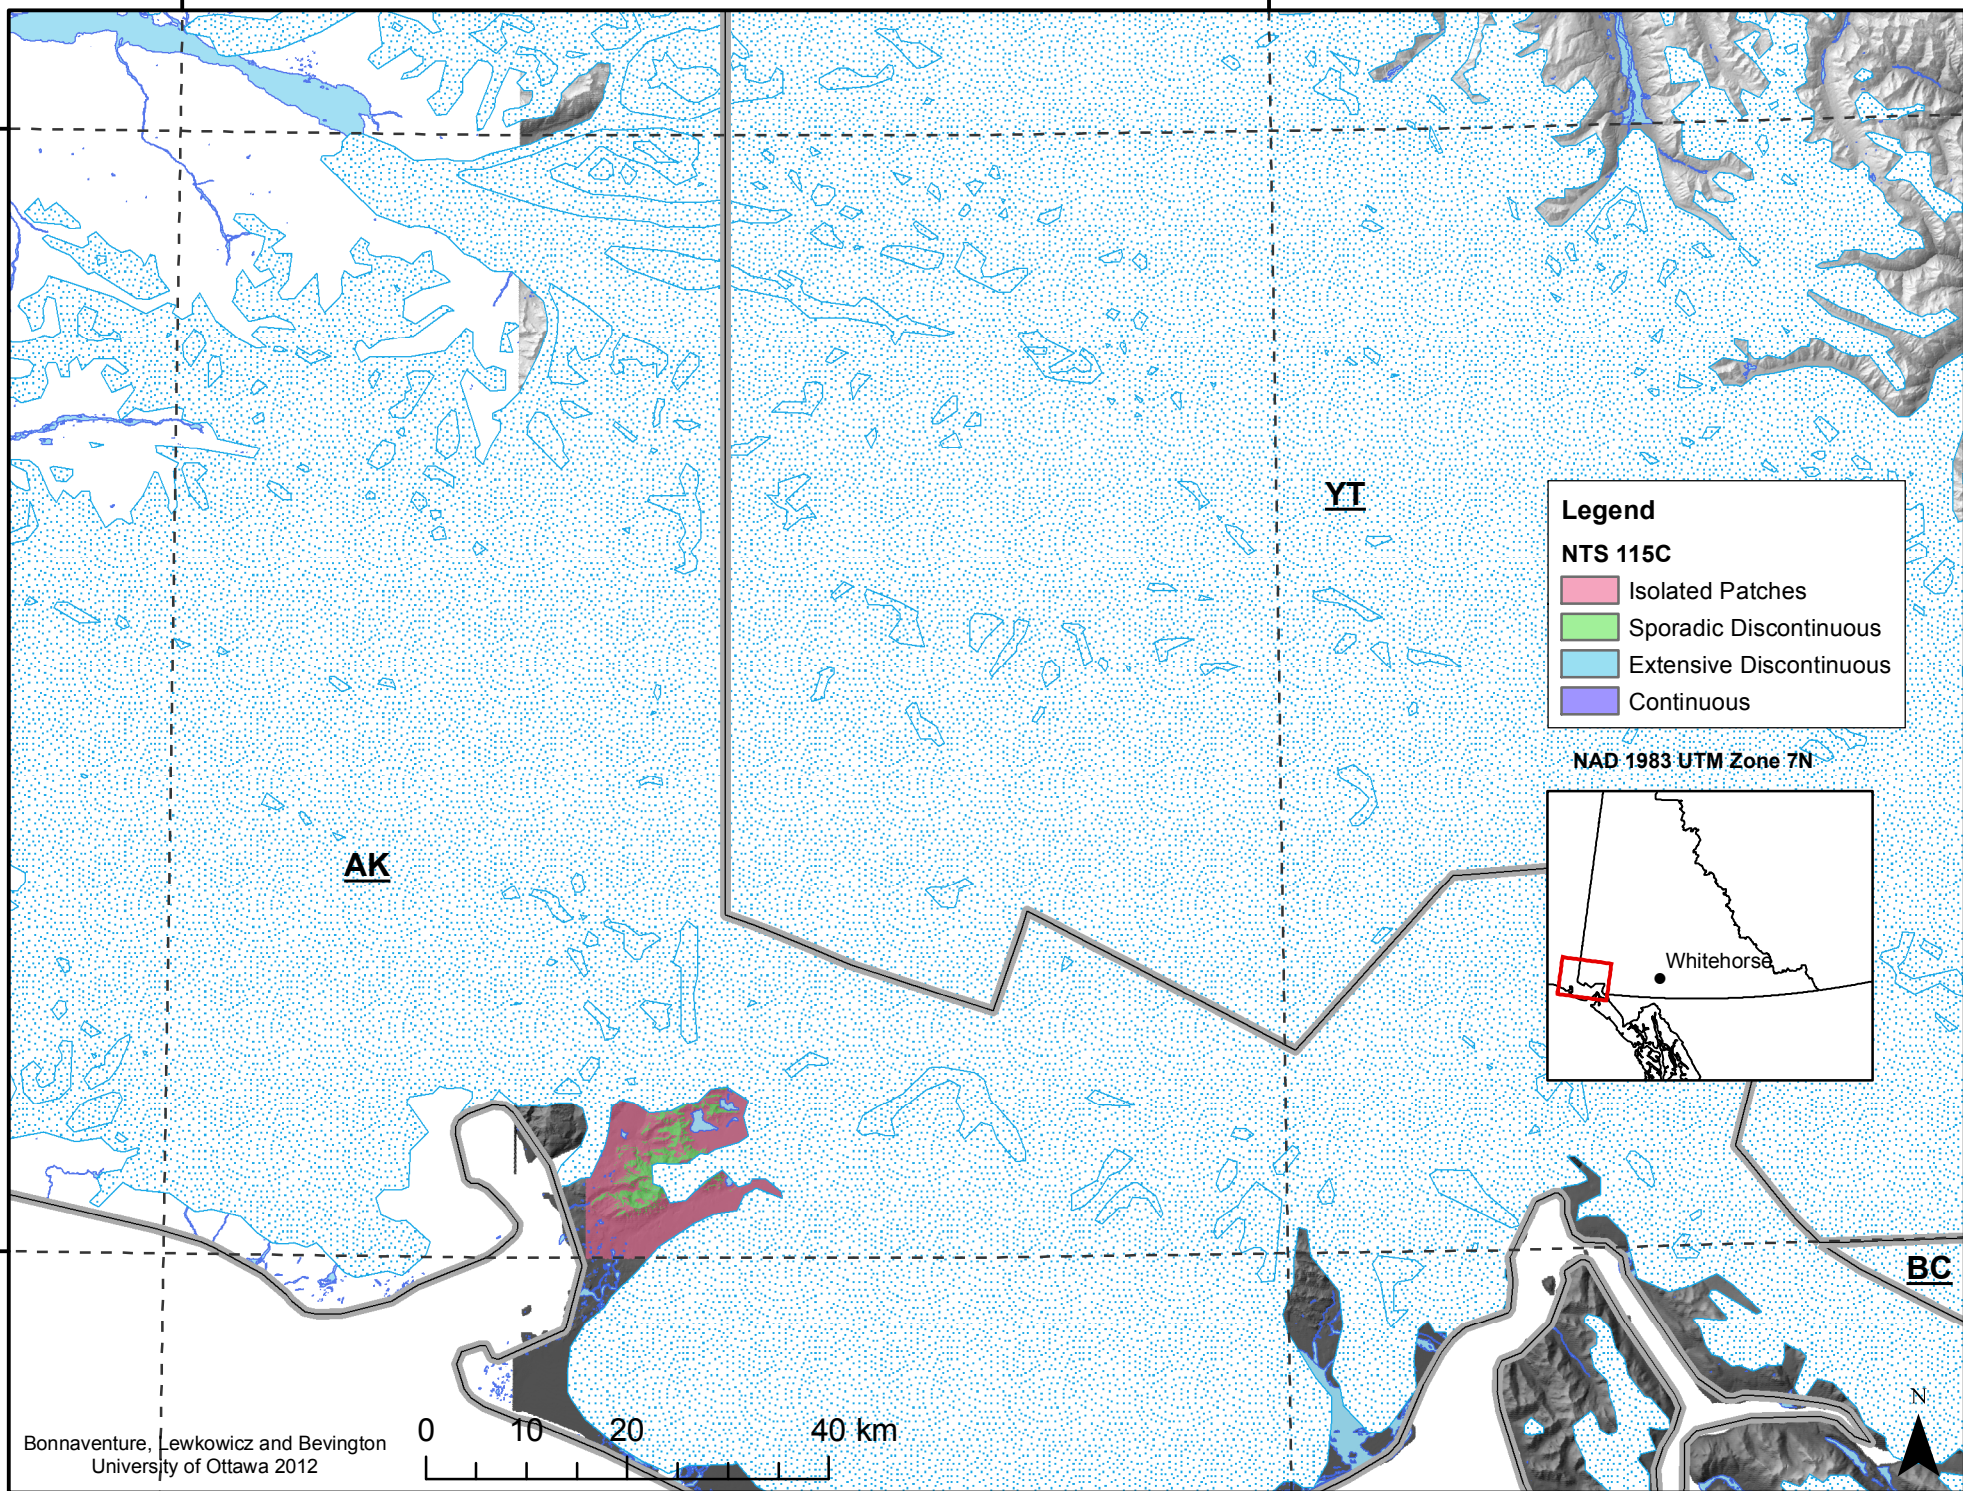 YT
Legend
NTS 115C
Isolated Patches
Sporadic Discontinuous
Extensive Discontinuous
Continuous
NAD 1983 UTM Zone 7N
AK
Whitehorse
BC
N
0 10 20 40 km
Bonnaventure, Lewkowicz and Bevington
University of Ottawa 2012